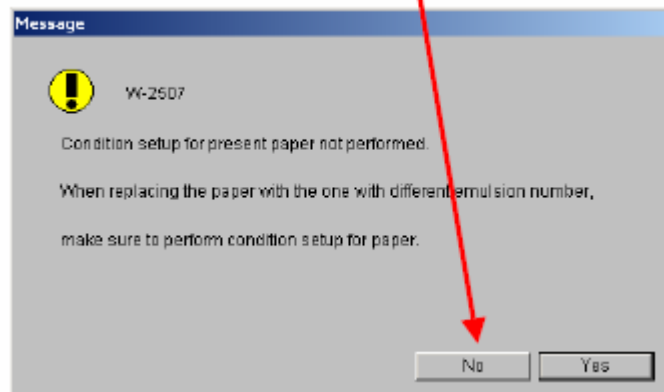 Message
W-2507
Condition setup for present paper not performed.
When replacing the paper with the one with different emulsion number,
make sure to perform condition setup for paper.
No
Yes